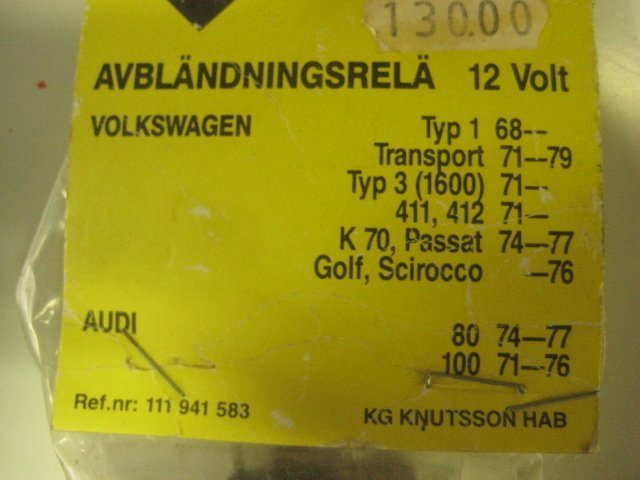 130.00
AVBLÄNDNINGSRELÄ 12 Volt
VOLKSWAGEN Typ 1 68--
Transport 71—79
Typ 3 (1600) 71--
411, 412 71—
K 70, Passat 74—77
Golf, Scirocco —76
AUDI 80 74—77
100 71—76
Ref.nr: 111 941 583 KG KNUTSSON HAB